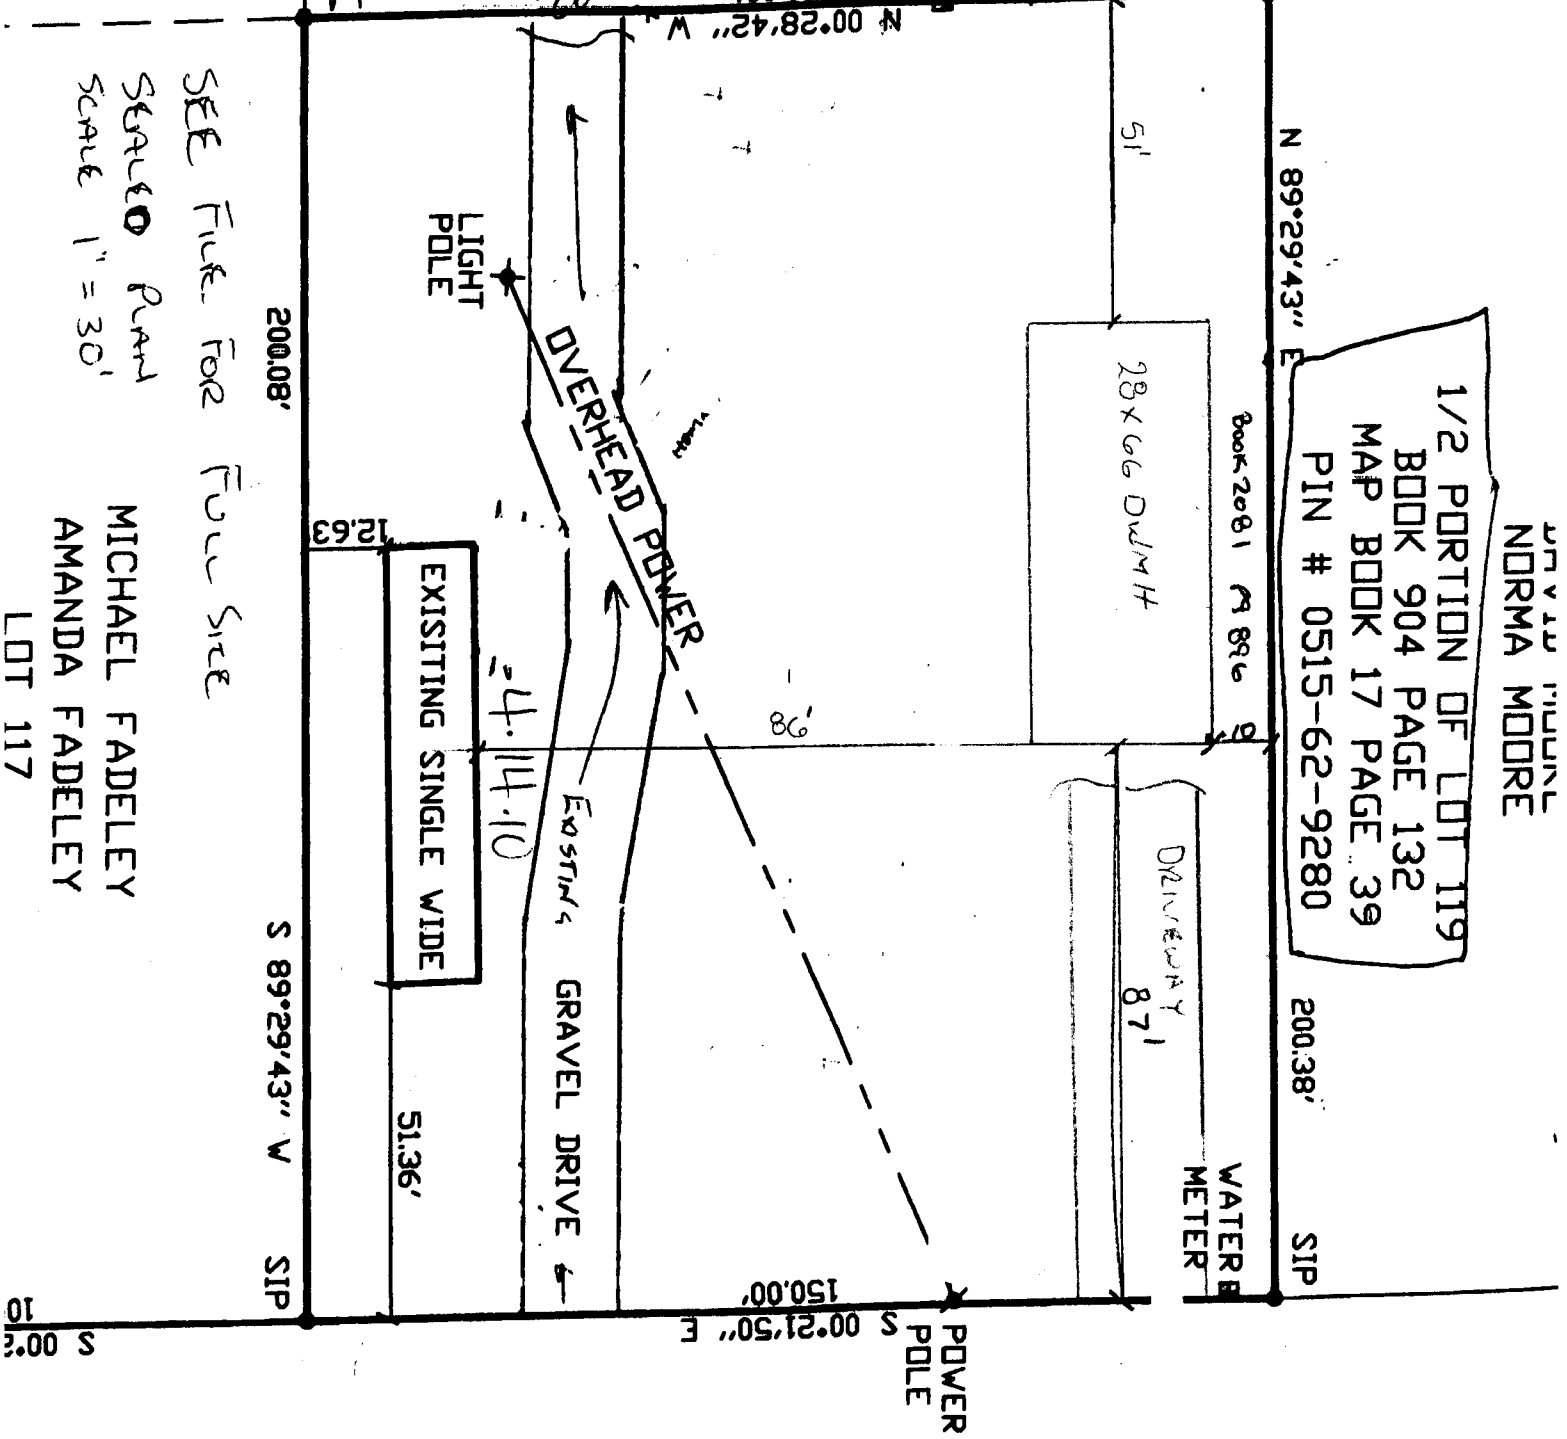 NORMA MOORE
1/2 PORTION OF LOT 119
BOOK 904 PAGE 132
MAP BOOK 17 PAGE 39
PIN # 0515-62-9280
N 89°29'43" E
200.38'
SIP
Book 2081 Pg 896
19
WATER
METER
51'
28x66 DWMH
DRIVEWAY
87'
N 00°28'42" W
86'
POWER
POLE
150.00'
S 00°21'50" E
OVERHEAD POWER
LIGHT
POLE
EXISTING GRAVEL DRIVE
4.14.10
EXISITING SINGLE WIDE
12.63
51.36'
200.08'
S 89°29'43" W
SIP
SEE FILE FOR FULL SIZE
SEALED PLAN
SCALE 1" = 30'
MICHAEL FADELEY
AMANDA FADELEY
LOT 117
10